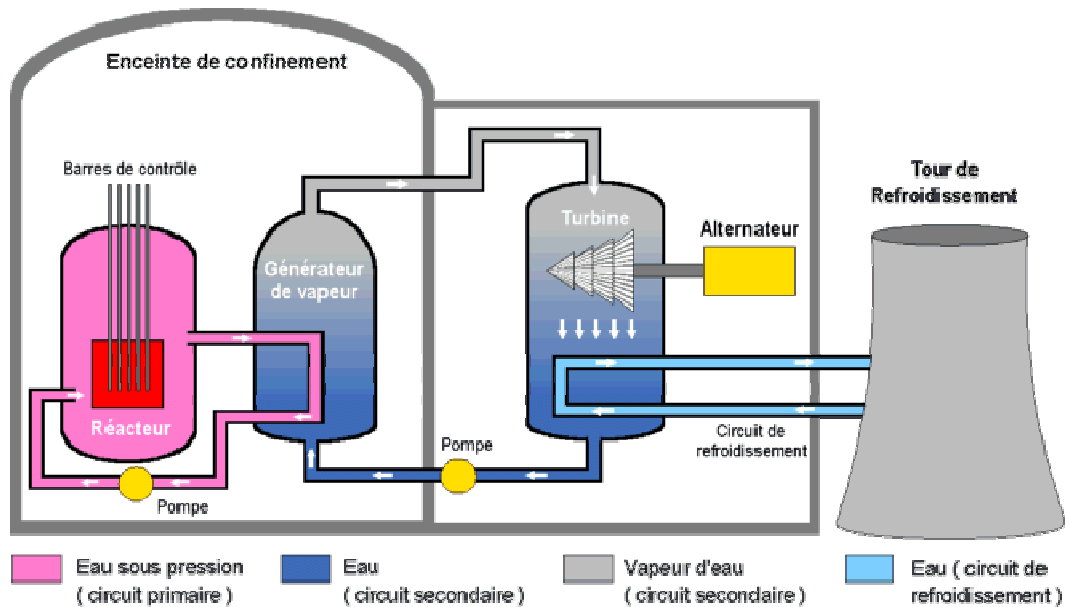 Enceinte de confinement
Barres de contrôle
Réacteur
Pompe
Générateur
de vapeur
Pompe
Turbine
Alternateur
Circuit de
refroidissement
Tour de
Refroidissement
Eau sous pression
( circuit primaire )
Eau
( circuit secondaire )
Vapeur d'eau
( circuit secondaire )
Eau ( circuit de
refroidissement )